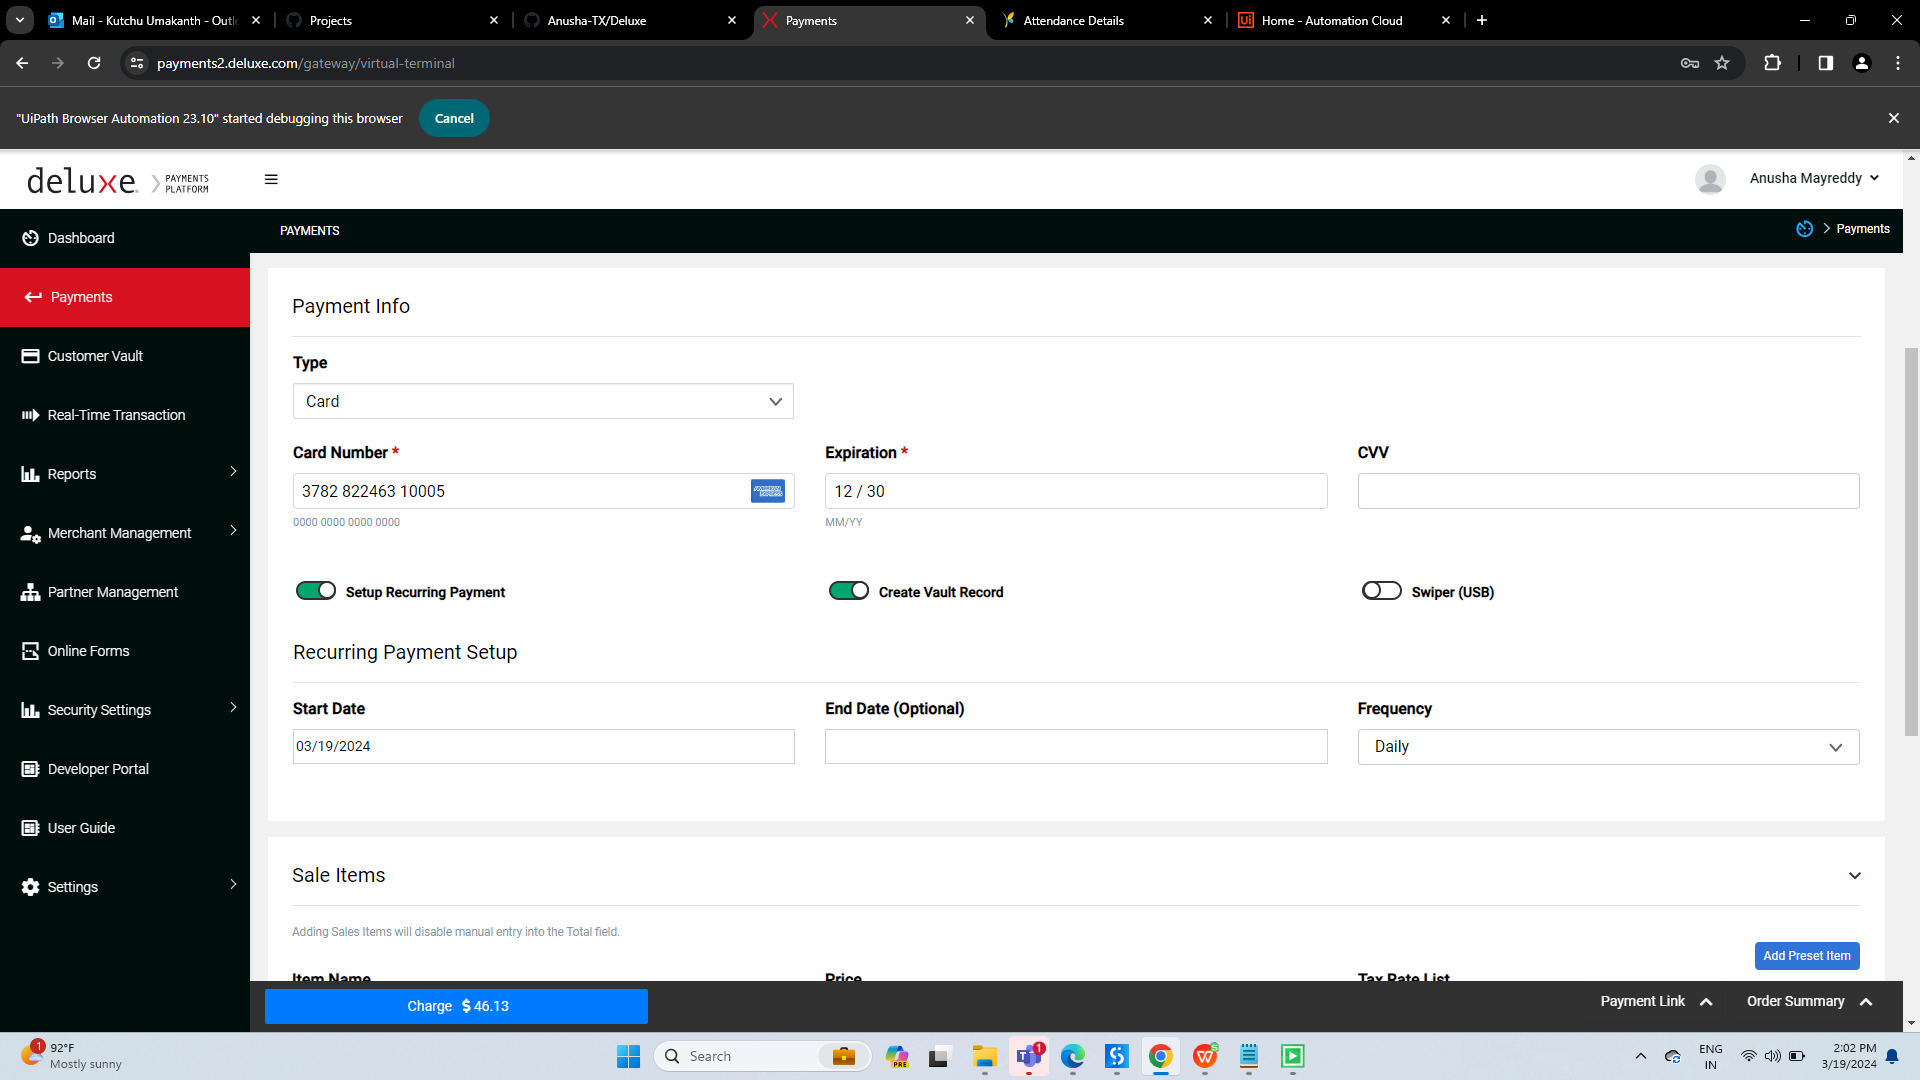 Mail - Kutchu Umakanth - Outl
Projects
Anusha-TX/Deluxe
Payments
Attendance Details
Home - Automation Cloud
payments2.deluxe.com/gateway/virtual-terminal
"UiPath Browser Automation 23.10" started debugging this browser
Cancel
deluxe.
PAYMENTS
PLATFORM
Anusha Mayreddy
Dashboard
PAYMENTS
Payments
Payments
Customer Vault
Real-Time Transaction
Reports
Merchant Management
Partner Management
Online Forms
Security Settings
Developer Portal
User Guide
Settings
Payment Info
Type
Card
Card Number *
Expiration *
CVV
3782 822463 10005
AMERICAN EXPRESS
12 / 30
0000 0000 0000 0000
MM/YY
Setup Recurring Payment
Create Vault Record
Swiper (USB)
Recurring Payment Setup
Start Date
End Date (Optional)
Frequency
03/19/2024
Daily
Sale Items
Adding Sales Items will disable manual entry into the Total field.
Add Preset Item
Item Name
Price
Tax Rate List
Charge $ 46.13
Payment Link
Order Summary
1
92°F
Mostly sunny
Search
PRE
1
ENG
IN
2:02 PM
3/19/2024